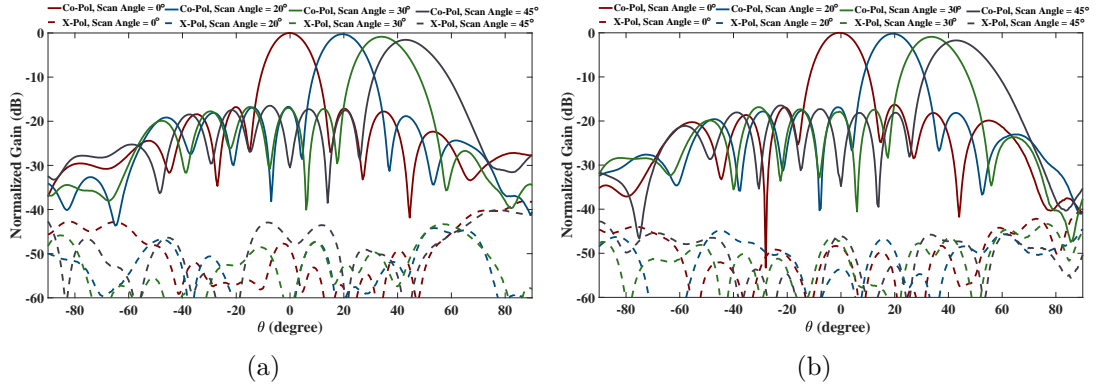 Co-Pol, Scan Angle = 0° Co-Pol, Scan Angle = 20° Co-Pol, Scan Angle = 30° Co-Pol, Scan Angle = 45°
X-Pol, Scan Angle = 0° X-Pol, Scan Angle = 20° X-Pol, Scan Angle = 30° X-Pol, Scan Angle = 45°
0
-10
-20
-30
-40
-50
-60
Normalized Gain (dB)
-80 -60 -40 -20 0 20 40 60 80
θ (degree)
(a)
Co-Pol, Scan Angle = 0° Co-Pol, Scan Angle = 20° Co-Pol, Scan Angle = 30° Co-Pol, Scan Angle = 45°
X-Pol, Scan Angle = 0° X-Pol, Scan Angle = 20° X-Pol, Scan Angle = 30° X-Pol, Scan Angle = 45°
0
-10
-20
-30
-40
-50
-60
Normalized Gain (dB)
-80 -60 -40 -20 0 20 40 60 80
θ (degree)
(b)